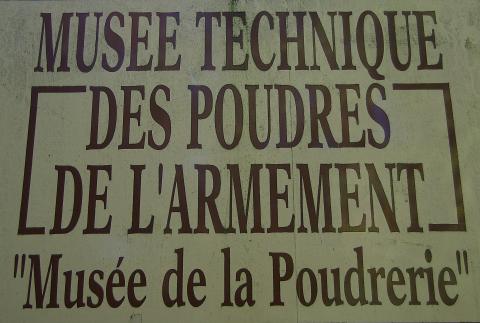 MUSEE TECHNIQUE
DES POUDRES
DE L'ARMEMENT
"Musée de la Poudrerie"